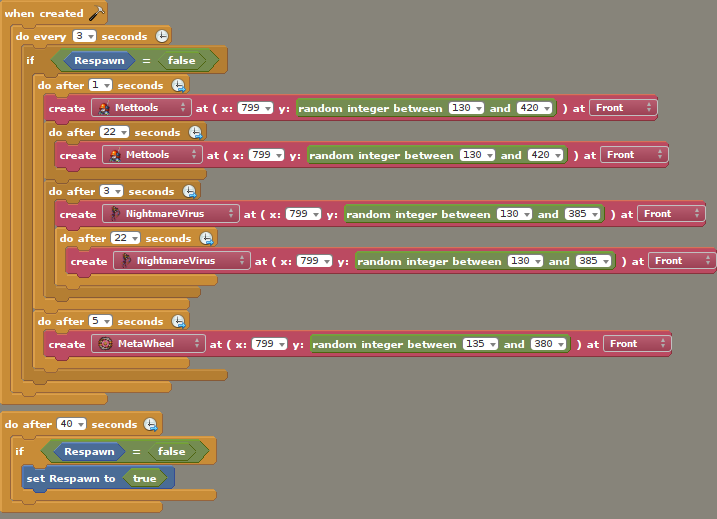 when created
do every 3 seconds
if Respawn = false
do after 1 seconds
create Mettools at ( x: 799 y: random integer between 130 and 420 ) at Front
do after 22 seconds
create Mettools at ( x: 799 y: random integer between 130 and 420 ) at Front
do after 3 seconds
create NightmareVirus at ( x: 799 y: random integer between 130 and 385 ) at Front
do after 22 seconds
create NightmareVirus at ( x: 799 y: random integer between 130 and 385 ) at Front
do after 5 seconds
create MetaWheel at ( x: 799 y: random integer between 135 and 380 ) at Front
do after 40 seconds
if Respawn = false
set Respawn to true